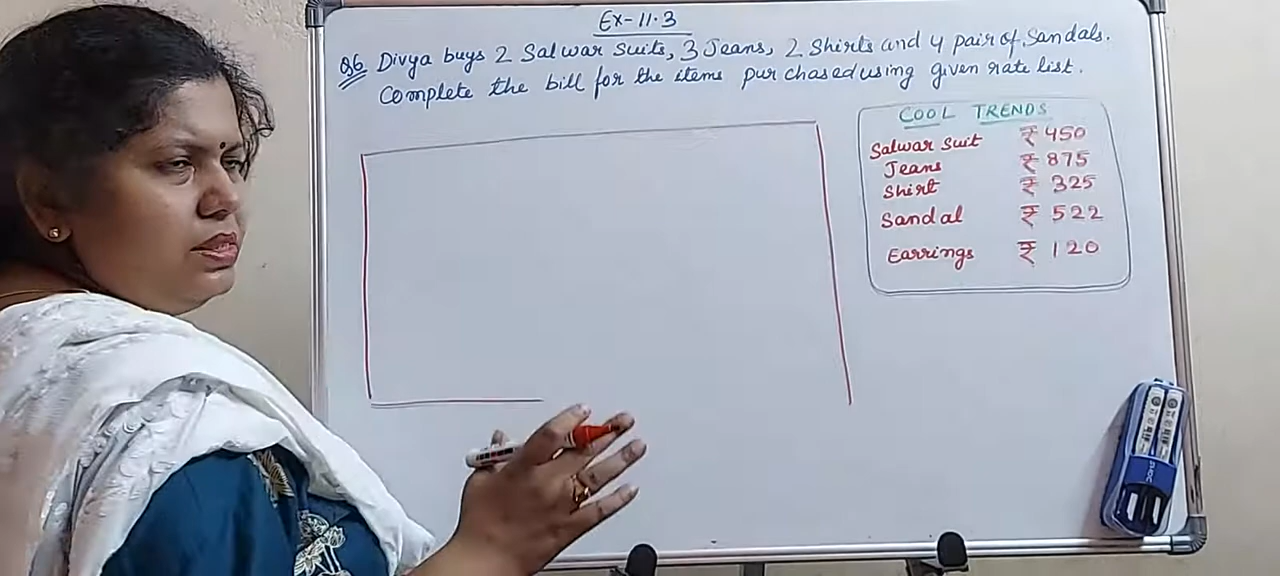 Ex-11.3
Q6 Divya buys 2 Salwar Suits, 3 Jeans, 2 Shirts and 4 pair of Sandals.
Complete the bill for the items purchased using given rate list.
COOL TRENDS
Salwar Suit ₹ 450
Jeans ₹ 875
Shirt ₹ 325
Sandal ₹ 522
Earrings ₹ 120